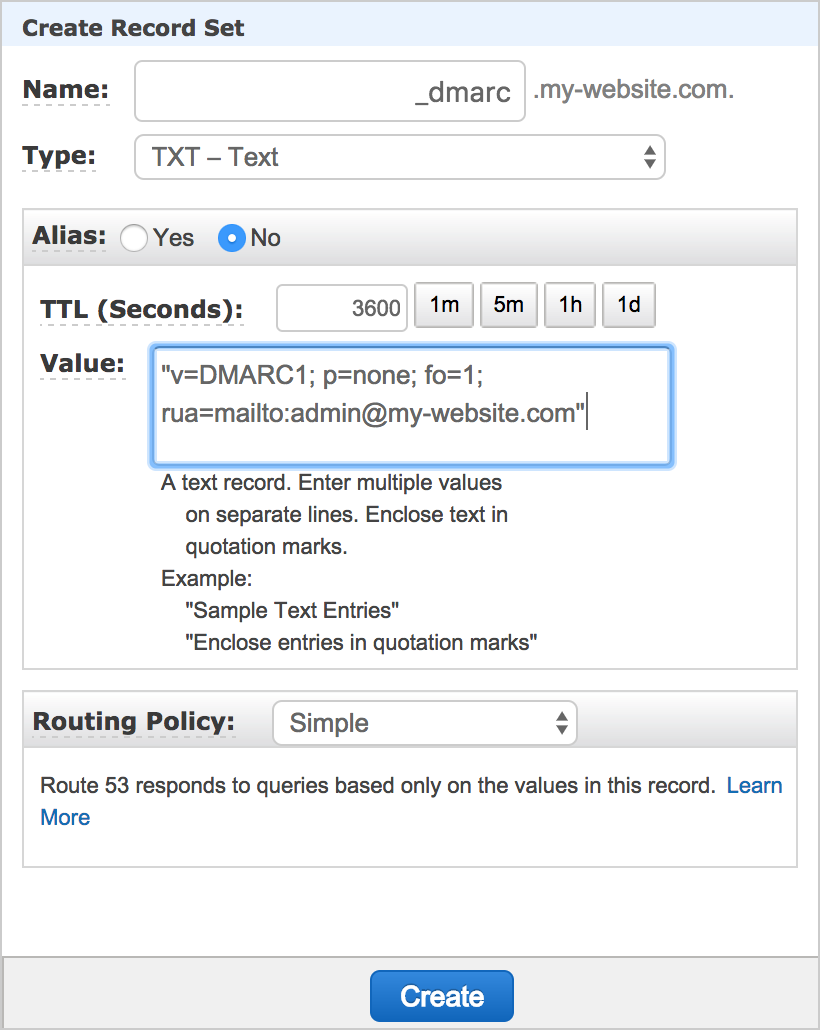 Create Record Set
Name: _dmarc .my-website.com.
Type: TXT – Text
Alias: Yes No
TTL (Seconds): 3600 1m 5m 1h 1d
Value: "v=DMARC1; p=none; fo=1;
rua=mailto:admin@my-website.com"
A text record. Enter multiple values
on separate lines. Enclose text in
quotation marks.
Example:
"Sample Text Entries"
"Enclose entries in quotation marks"
Routing Policy: Simple
Route 53 responds to queries based only on the values in this record. Learn
More
Create